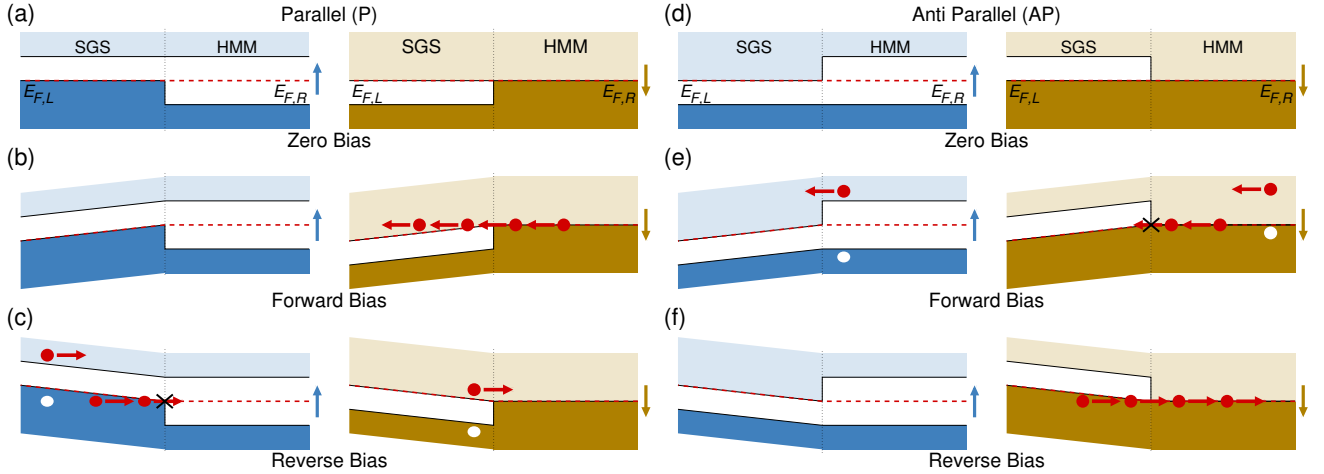 (a) Parallel (P) (d) Anti Parallel (AP)
SGS HMM SGS HMM SGS HMM SGS HMM
E_{F,L} E_{F,R} E_{F,L} E_{F,R} E_{F,L} E_{F,R} E_{F,L} E_{F,R}
Zero Bias Zero Bias
(b) (e)
Forward Bias Forward Bias
(c) (f)
Reverse Bias Reverse Bias